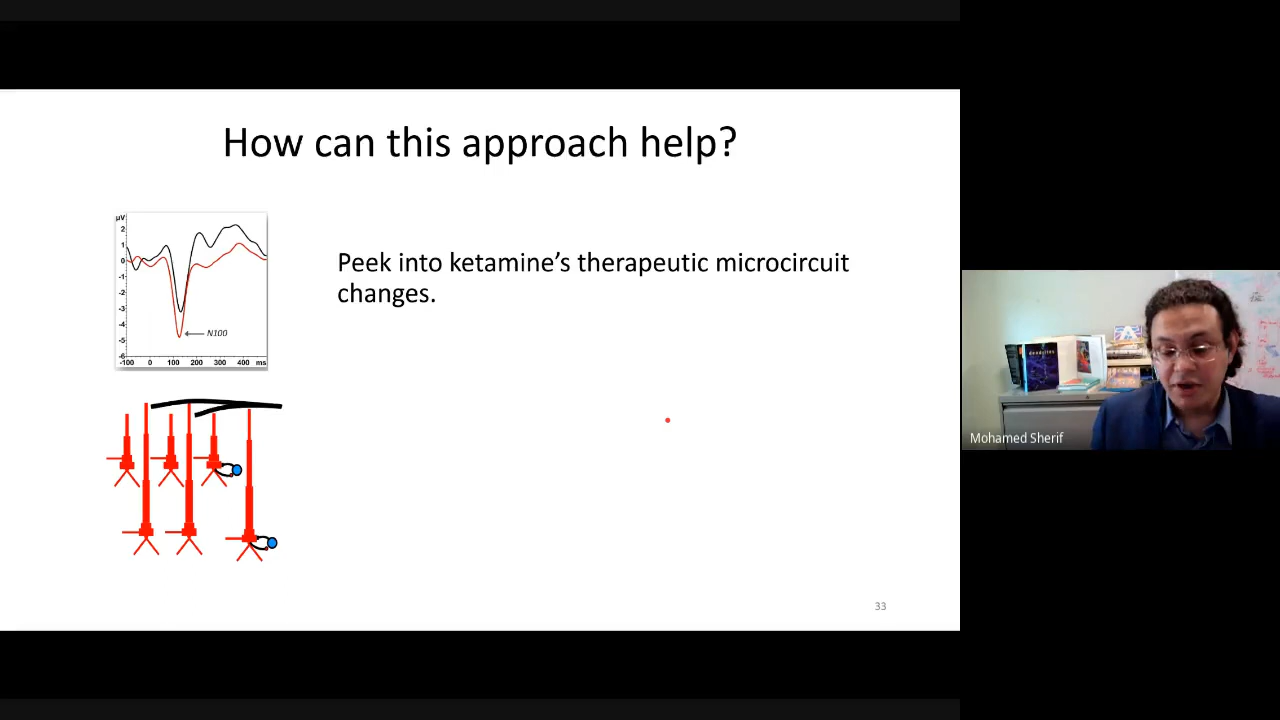 How can this approach help?
µV
2
1
0
-1
-2
-3
-4
-5
-6
N100
-100 0 100 200 300 400 ms
Peek into ketamine's therapeutic microcircuit
changes.
33
dendrites
Mohamed Sherif